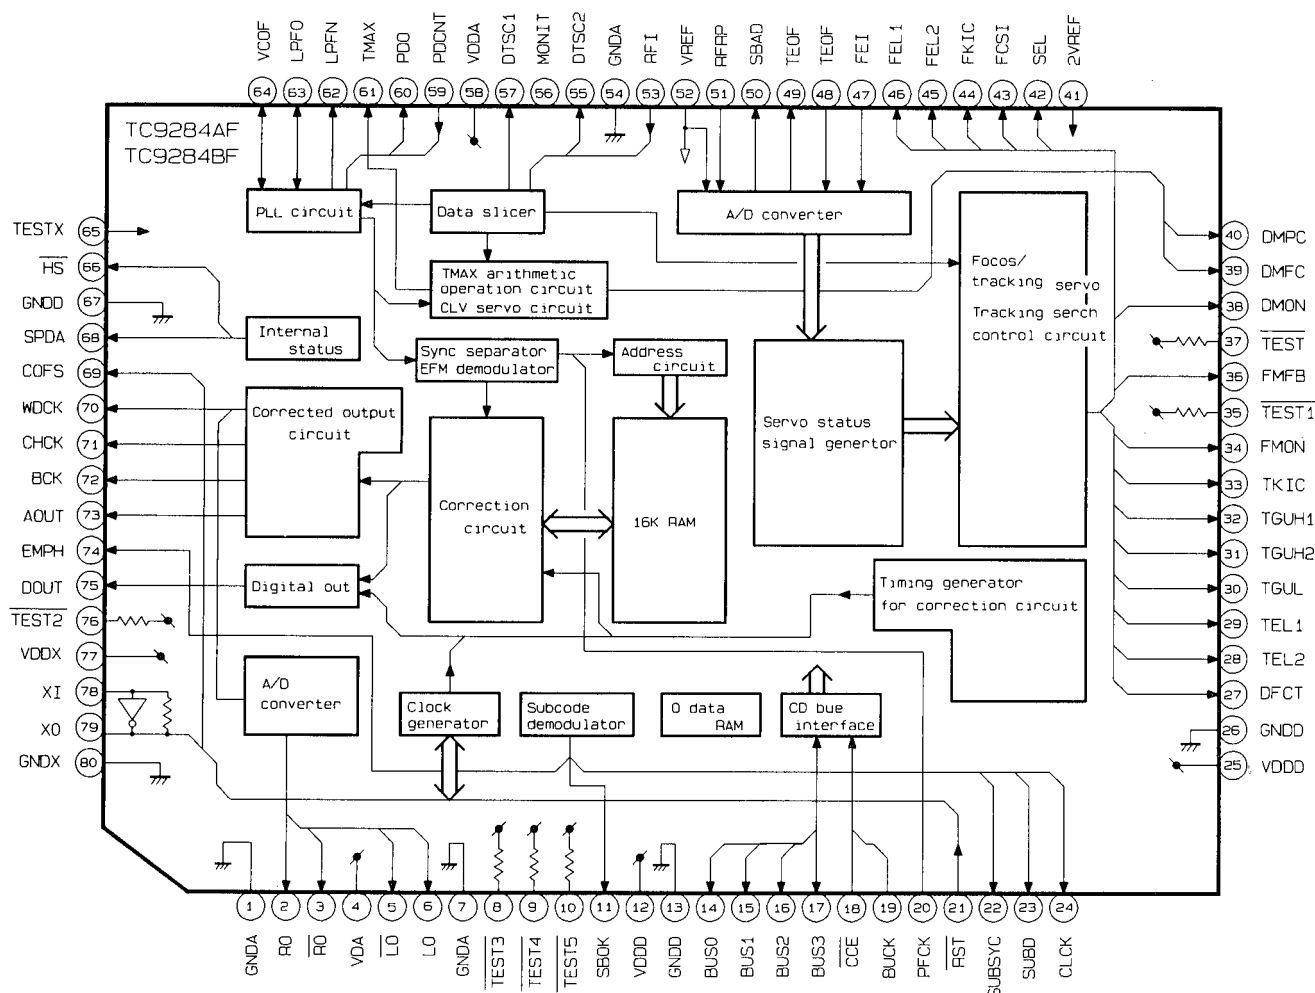 VCOF LPFO LPFN TMAX PDO PDCNT VDDA DTSC1 MONIT DTSC2 GNDA RFI VREF RFRP SBAD TEOF TEOF FEI FEL1 FEL2 FKIC FCSI SEL 2VREF
64 63 62 61 60 59 58 57 56 55 54 53 52 51 50 49 48 47 46 45 44 43 42 41
TC9284AF
TC9284BF
PLL circuit
Data slicer
A/D converter
TESTX 65
HS 66
GNDD 67
SPDA 68
COFS 69
WDCK 70
CHCK 71
BCK 72
AOUT 73
EMPH 74
DOUT 75
TEST2 76
VDDX 77
XI 78
XO 79
GNDX 80
TMAX arithmetic
operation circuit
CLV servo circuit
Internal
status
Sync separator
EFM demodulator
Address
circuit
Corrected output
circuit
Correction
circuit
16K RAM
Servo status
signal genertor
Focos/
tracking servo
Tracking serch
control circuit
Digital out
Timing generator
for correction circuit
A/D
converter
Clock
generator
Subcode
demodulator
Q data
RAM
CD bue
interface
40 DMPC
39 DMFC
38 DMON
37 TEST
36 FMFB
35 TEST1
34 FMON
33 TKIC
32 TGUH1
31 TGUH2
30 TGUL
29 TEL1
28 TEL2
27 DFCT
26 GNDD
25 VDDD
1 2 3 4 5 6 7 8 9 10 11 12 13 14 15 16 17 18 19 20 21 22 23 24
GNDA RO RO VDA LO LO GNDA TEST3 TEST4 TEST5 SBOK VDDD GNDD BUS0 BUS1 BUS2 BUS3 CCE BUCK PFCK RST SUBSYC SUBD CLCK